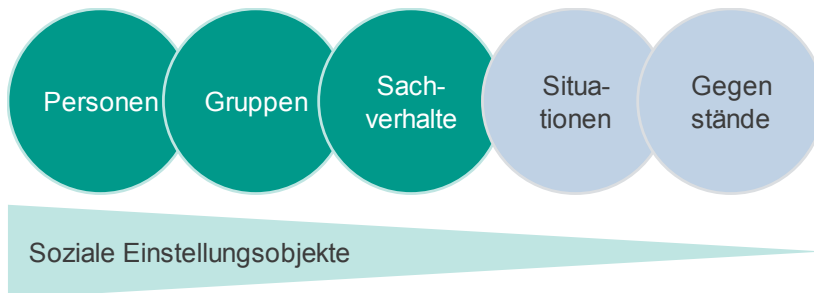 Personen
Gruppen
Sach-
verhalte
Situa-
tionen
Gegen
stände
Soziale Einstellungsobjekte